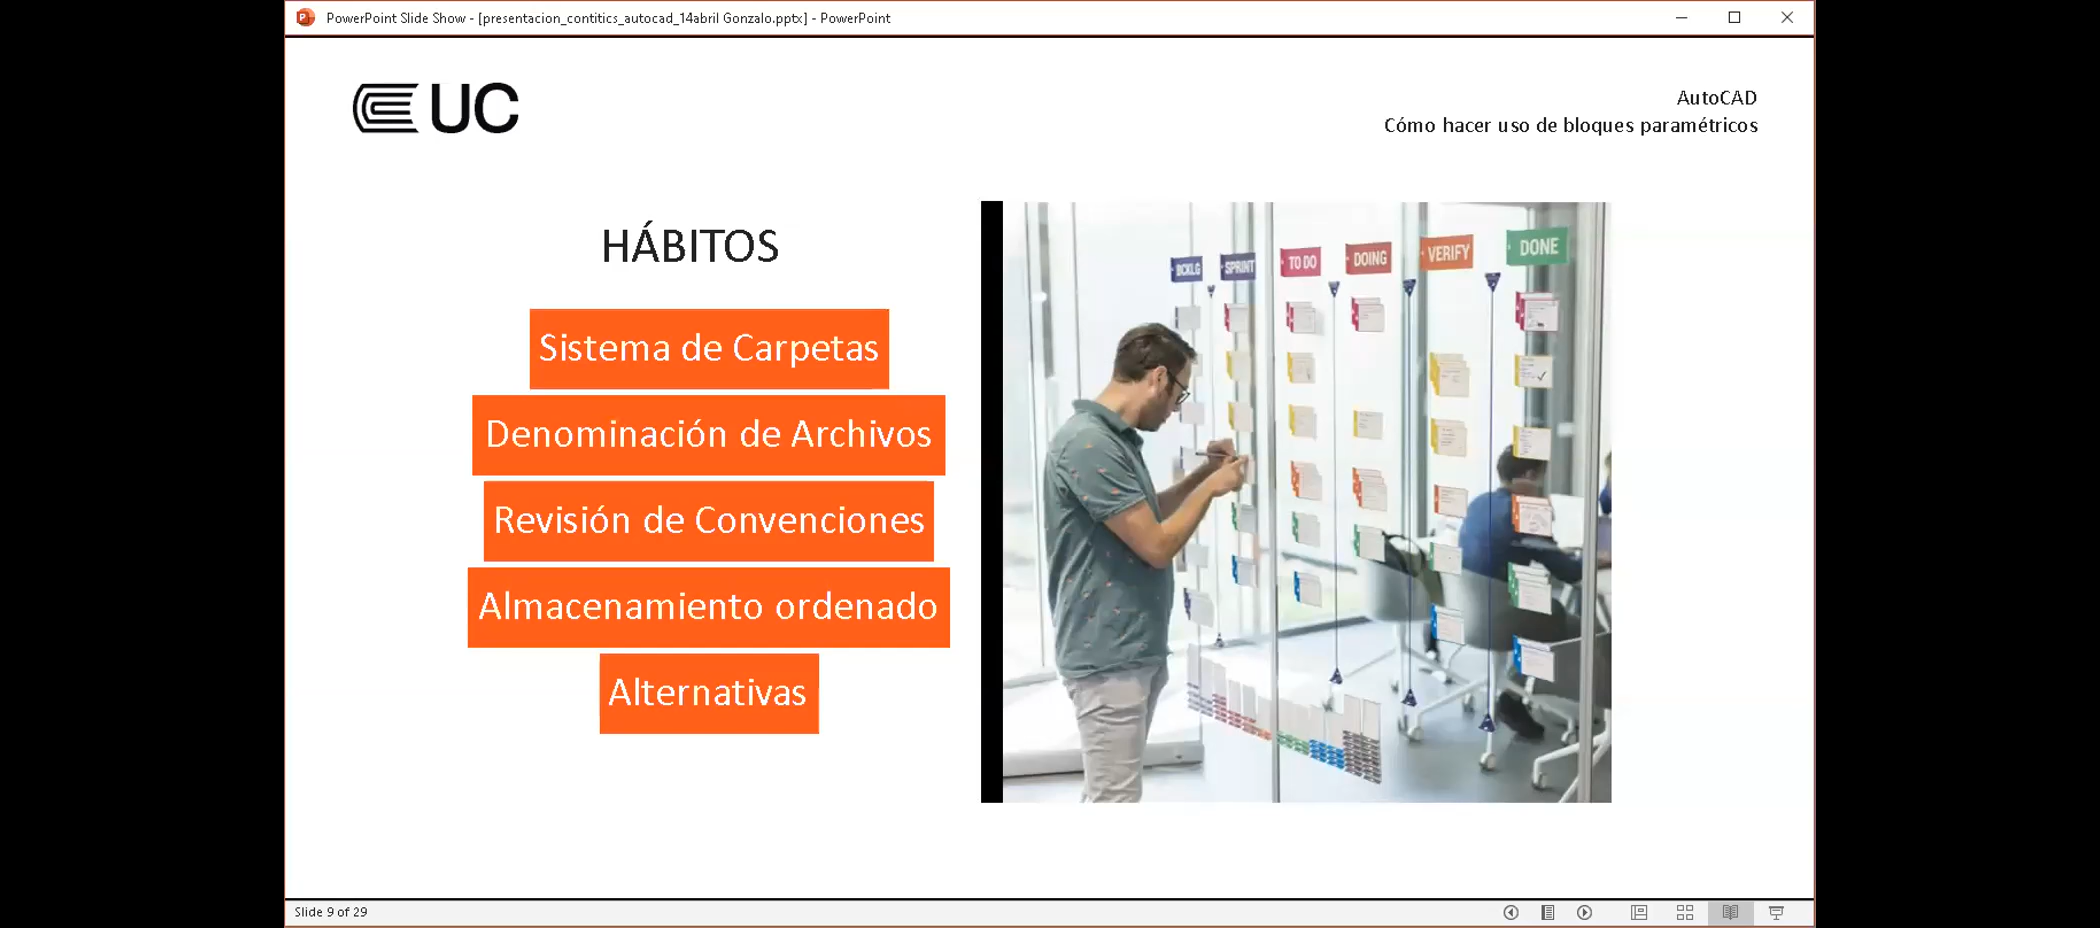 PowerPoint Slide Show - [presentacion_contitics_autocad_14abril Gonzalo.pptx] - PowerPoint
UC
AutoCAD
Cómo hacer uso de bloques paramétricos
HÁBITOS
Sistema de Carpetas
Denominación de Archivos
Revisión de Convenciones
Almacenamiento ordenado
Alternativas
BCKLG
SPRINT
TO DO
DOING
VERIFY
DONE
Slide 9 of 29